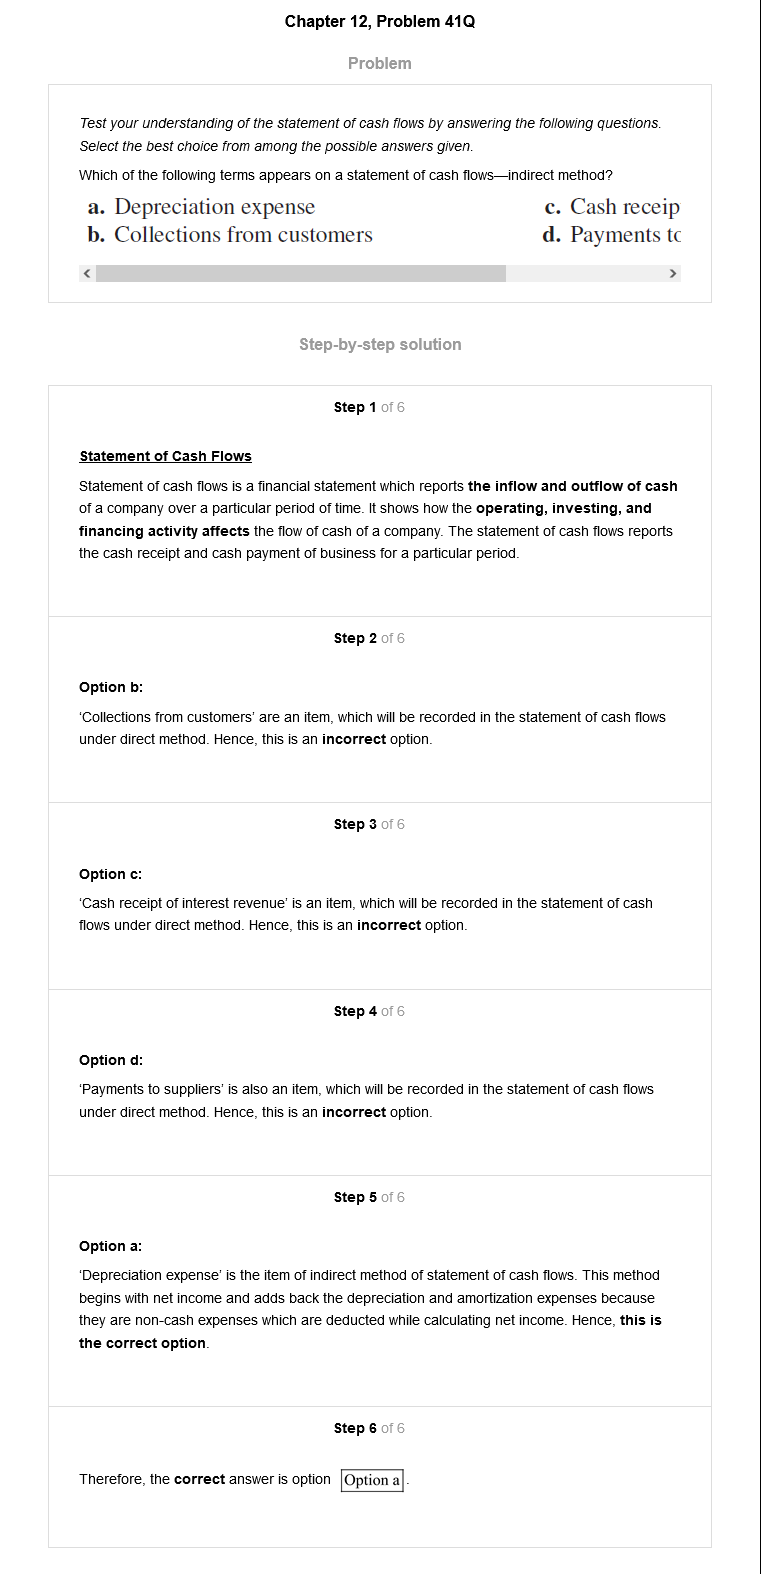 Chapter 12, Problem 41Q
Problem
Test your understanding of the statement of cash flows by answering the following questions.
Select the best choice from among the possible answers given.
Which of the following terms appears on a statement of cash flows—indirect method?
a. Depreciation expense
b. Collections from customers
c. Cash receip
d. Payments to
Step-by-step solution
Step 1 of 6
Statement of Cash Flows
Statement of cash flows is a financial statement which reports the inflow and outflow of cash
of a company over a particular period of time. It shows how the operating, investing, and
financing activity affects the flow of cash of a company. The statement of cash flows reports
the cash receipt and cash payment of business for a particular period.
Step 2 of 6
Option b:
‘Collections from customers’ are an item, which will be recorded in the statement of cash flows
under direct method. Hence, this is an incorrect option.
Step 3 of 6
Option c:
‘Cash receipt of interest revenue’ is an item, which will be recorded in the statement of cash
flows under direct method. Hence, this is an incorrect option.
Step 4 of 6
Option d:
‘Payments to suppliers’ is also an item, which will be recorded in the statement of cash flows
under direct method. Hence, this is an incorrect option.
Step 5 of 6
Option a:
‘Depreciation expense’ is the item of indirect method of statement of cash flows. This method
begins with net income and adds back the depreciation and amortization expenses because
they are non-cash expenses which are deducted while calculating net income. Hence, this is
the correct option.
Step 6 of 6
Therefore, the correct answer is option Option a.